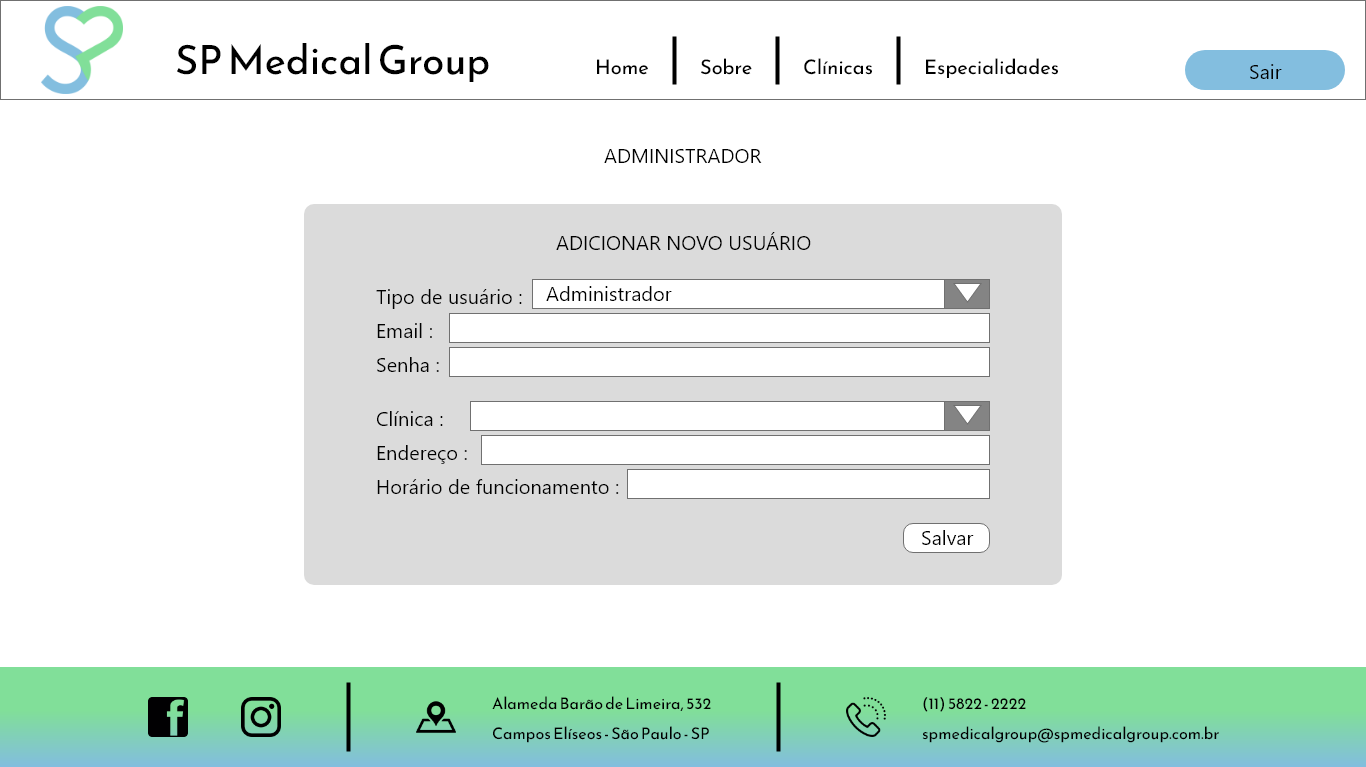 SP Medical Group
Home
Sobre
Clínicas
Especialidades
Sair
ADMINISTRADOR
ADICIONAR NOVO USUÁRIO
Tipo de usuário : Administrador
Email :
Senha :
Clínica :
Endereço :
Horário de funcionamento :
Salvar
Alameda Barão de Limeira, 532
Campos Elíseos - São Paulo - SP
(11) 5822 - 2222
spmedicalgroup@spmedicalgroup.com.br